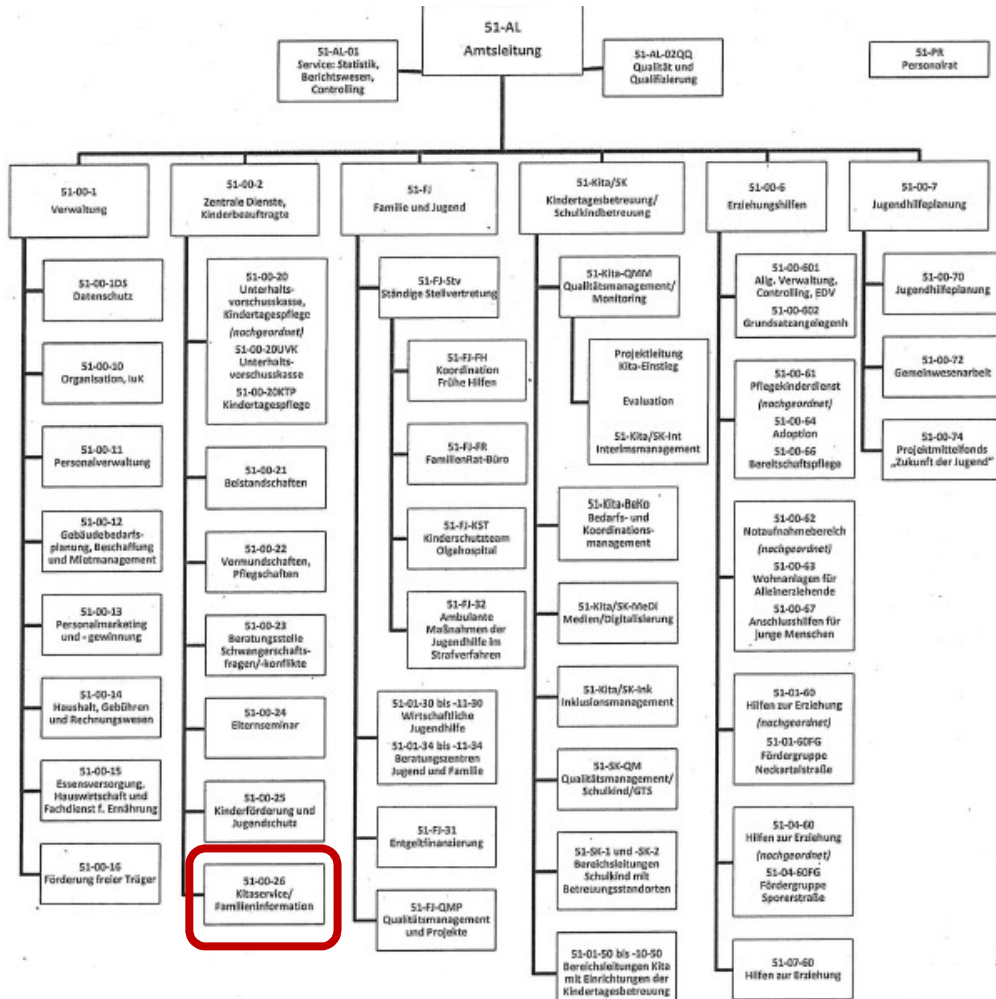 51-AL
Amtsleitung
51-AL-01
Service: Statistik,
Berichtswesen,
Controlling
51-AL-02QQ
Qualität und
Qualifizierung
51-PR
Personalrat
51-00-1
Verwaltung
51-00-1DS
Datenschutz
51-00-10
Organisation, IuK
51-00-11
Personalverwaltung
51-00-12
Gebäudebedarfs-
planung, Beschaffung
und Mietmanagement
51-00-13
Personalmarketing
und - gewinnung
51-00-14
Haushalt, Gebühren
und Rechnungswesen
51-00-15
Essensversorgung,
Hauswirtschaft und
Fachdienst f. Ernährung
51-00-16
Förderung freier Träger
51-00-2
Zentrale Dienste,
Kinderbeauftragte
51-00-20
Unterhalts-
vorschusskasse,
Kindertagespflege
(nachgeordnet)
51-00-20UVK
Unterhalts-
vorschusskasse
51-00-20KTP
Kindertagespflege
51-00-21
Beistandschaften
51-00-22
Vormundschaften,
Pflegschaften
51-00-23
Beratungsstelle
Schwangerschafts-
fragen/-konflikte
51-00-24
Elternseminar
51-00-25
Kinderförderung und
Jugendschutz
51-00-26
Kitaservice/
Familieninformation
51-FJ
Familie und Jugend
51-FJ-Stv
Ständige Stellvertretung
51-FJ-FH
Koordination
Frühe Hilfen
51-FJ-FR
FamilienRat-Büro
51-FJ-KST
Kinderschutzteam
Olgahospital
51-FJ-32
Ambulante
Maßnahmen der
Jugendhilfe im
Strafverfahren
51-01-30 bis -11-30
Wirtschaftliche
Jugendhilfe
51-01-34 bis -11-34
Beratungszentren
Jugend und Familie
51-FJ-31
Entgeltfinanzierung
51-FJ-QMP
Qualitätsmanagement
und Projekte
51-Kita/SK
Kindertagesbetreuung/
Schulkindbetreuung
51-Kita-QMM
Qualitätsmanagement/
Monitoring
Projektleitung
Kita-Einstieg
Evaluation
51-Kita/SK-Int
Interimsmanagement
51-Kita-BeKo
Bedarfs- und
Koordinations-
management
51-Kita/SK-MeDi
Medien/Digitalisierung
51-Kita/SK-Ink
Inklusionsmanagement
51-SK-QM
Qualitätsmanagement/
Schulkind/GTS
51-SK-1 und -SK-2
Bereichsleitungen
Schulkind mit
Betreuungsstandorten
51-01-50 bis -10-50
Bereichsleitungen Kita
mit Einrichtungen der
Kindertagesbetreuung
51-00-6
Erziehungshilfen
51-00-601
Allg. Verwaltung,
Controlling, EDV
51-00-602
Grundsatzangelegenh
51-00-61
Pflegekinderdienst
(nachgeordnet)
51-00-64
Adoption
51-00-66
Bereitschaftspflege
51-00-62
Notaufnahmebereich
(nachgeordnet)
51-00-63
Wohnanlagen für
Alleinerziehende
51-00-67
Anschlusshilfen für
junge Menschen
51-01-60
Hilfen zur Erziehung
(nachgeordnet)
51-01-60FG
Fördergruppe
Neckartalstraße
51-04-60
Hilfen zur Erziehung
(nachgeordnet)
51-04-60FG
Fördergruppe
Sporerstraße
51-07-60
Hilfen zur Erziehung
51-00-7
Jugendhilfeplanung
51-00-70
Jugendhilfeplanung
51-00-72
Gemeinwesenarbeit
51-00-74
Projektmittelfonds
„Zukunft der Jugend"